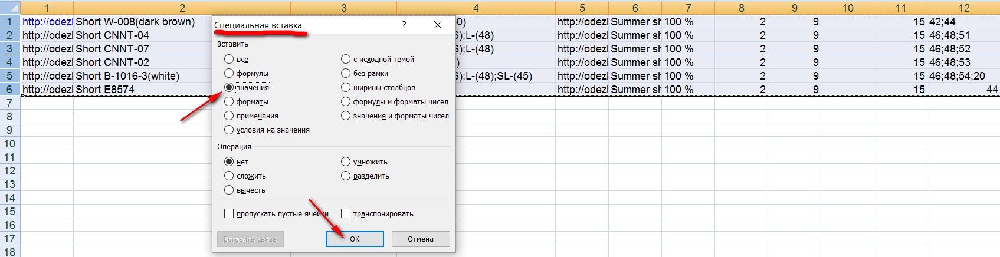 1 2 3 4 5 6 7 8 9 10 11 12
1 http://odezl Short W-008(dark brown) 0) http://odezl Summer sh 100 % 2 9 15 42;44
2 http://odezl Short CNNT-04 6);L-(48) http://odezl Summer sh 100 % 2 9 15 46;48;51
3 http://odezl Short CNNT-07 6);L-(48) http://odezl Summer sh 100 % 2 9 15 46;48;52
4 http://odezl Short CNNT-02 ) http://odezl Summer sh 100 % 2 9 15 46;48;53
5 http://odezl Short B-1016-3(white) 6);L-(48);SL-(45) http://odezl Summer sh 100 % 2 9 15 46;48;54;20
6 http://odezl Short E8574 http://odezl Summer sh 100 % 2 9 15 44
7
8
9
10
11
12
13
14
15
16
17
18
Специальная вставка ?
Вставить
все с исходной темой
формулы без рамки
значения ширины столбцов
форматы формулы и форматы чисел
примечания значения и форматы чисел
условия на значения
Операция
нет умножить
сложить разделить
вычесть
пропускать пустые ячейки транспонировать
Вставить связь ОК Отмена